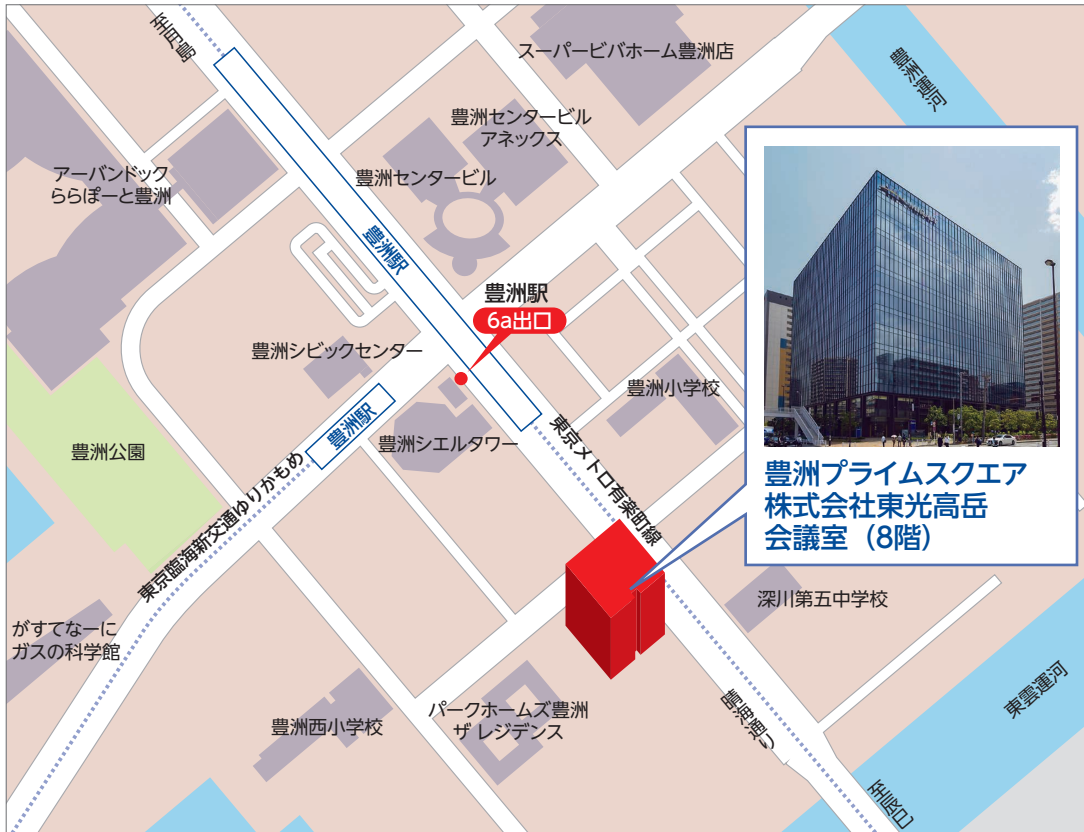 至月島
スーパービバホーム豊洲店
豊洲運河
豊洲センタービル
アネックス
アーバンドック
ららぽーと豊洲
豊洲センタービル
豊洲駅
豊洲駅
6a出口
豊洲シビックセンター
豊洲小学校
豊洲駅
豊洲シエルタワー
豊洲公園
東京メトロ有楽町線
東京臨海新交通ゆりかもめ
豊洲プライムスクエア
株式会社東光高岳
会議室（8階）
深川第五中学校
がすてなーに
ガスの科学館
東雲運河
パークホームズ豊洲
ザ レジデンス
豊洲西小学校
晴海通り
至辰巳